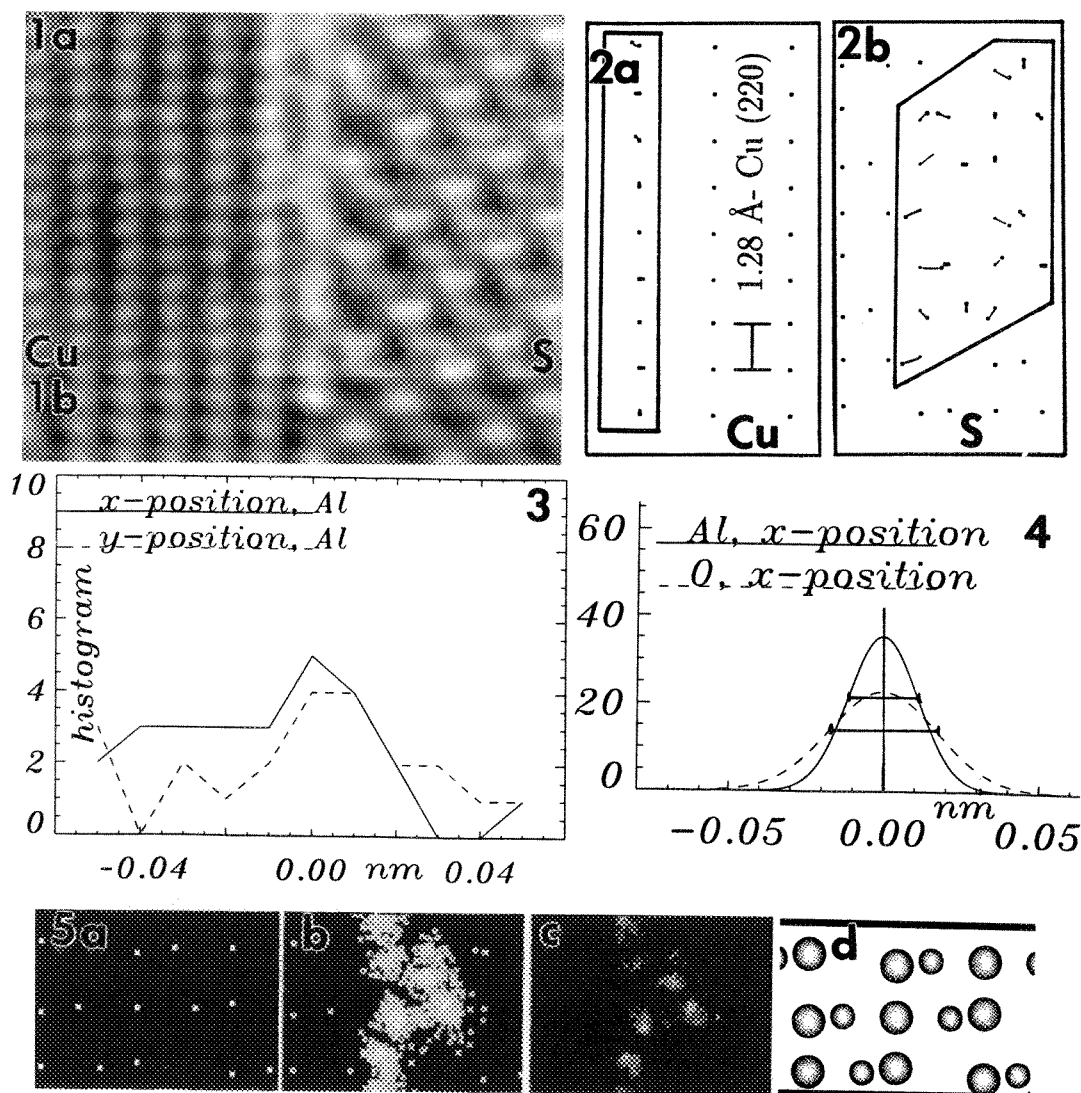 1a
Cu
1b
S
2a
1.28 Å- Cu (220)
Cu
2b
S
3
x-position, Al
y-position, Al
histogram
10
8
6
4
2
0
-0.04
0.00
nm
0.04
4
Al, x-position
O, x-position
60
40
20
0
nm
-0.05
0.00
0.05
5a
b
c
d